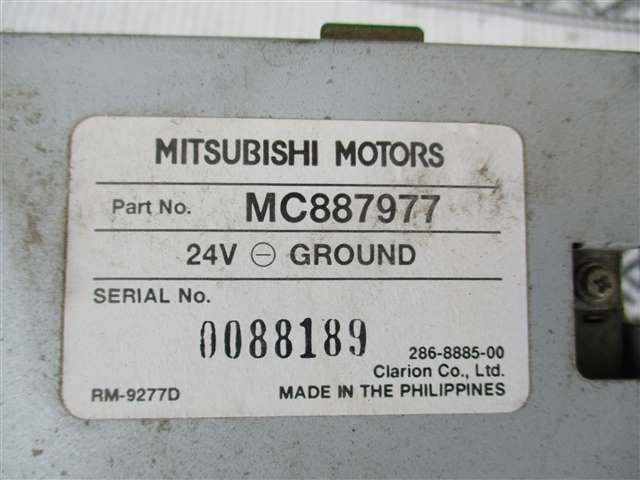 MITSUBISHI MOTORS
Part No. MC887977
24V ⊖ GROUND
SERIAL No.
0088189
286-8885-00
Clarion Co., Ltd.
RM-9277D MADE IN THE PHILIPPINES